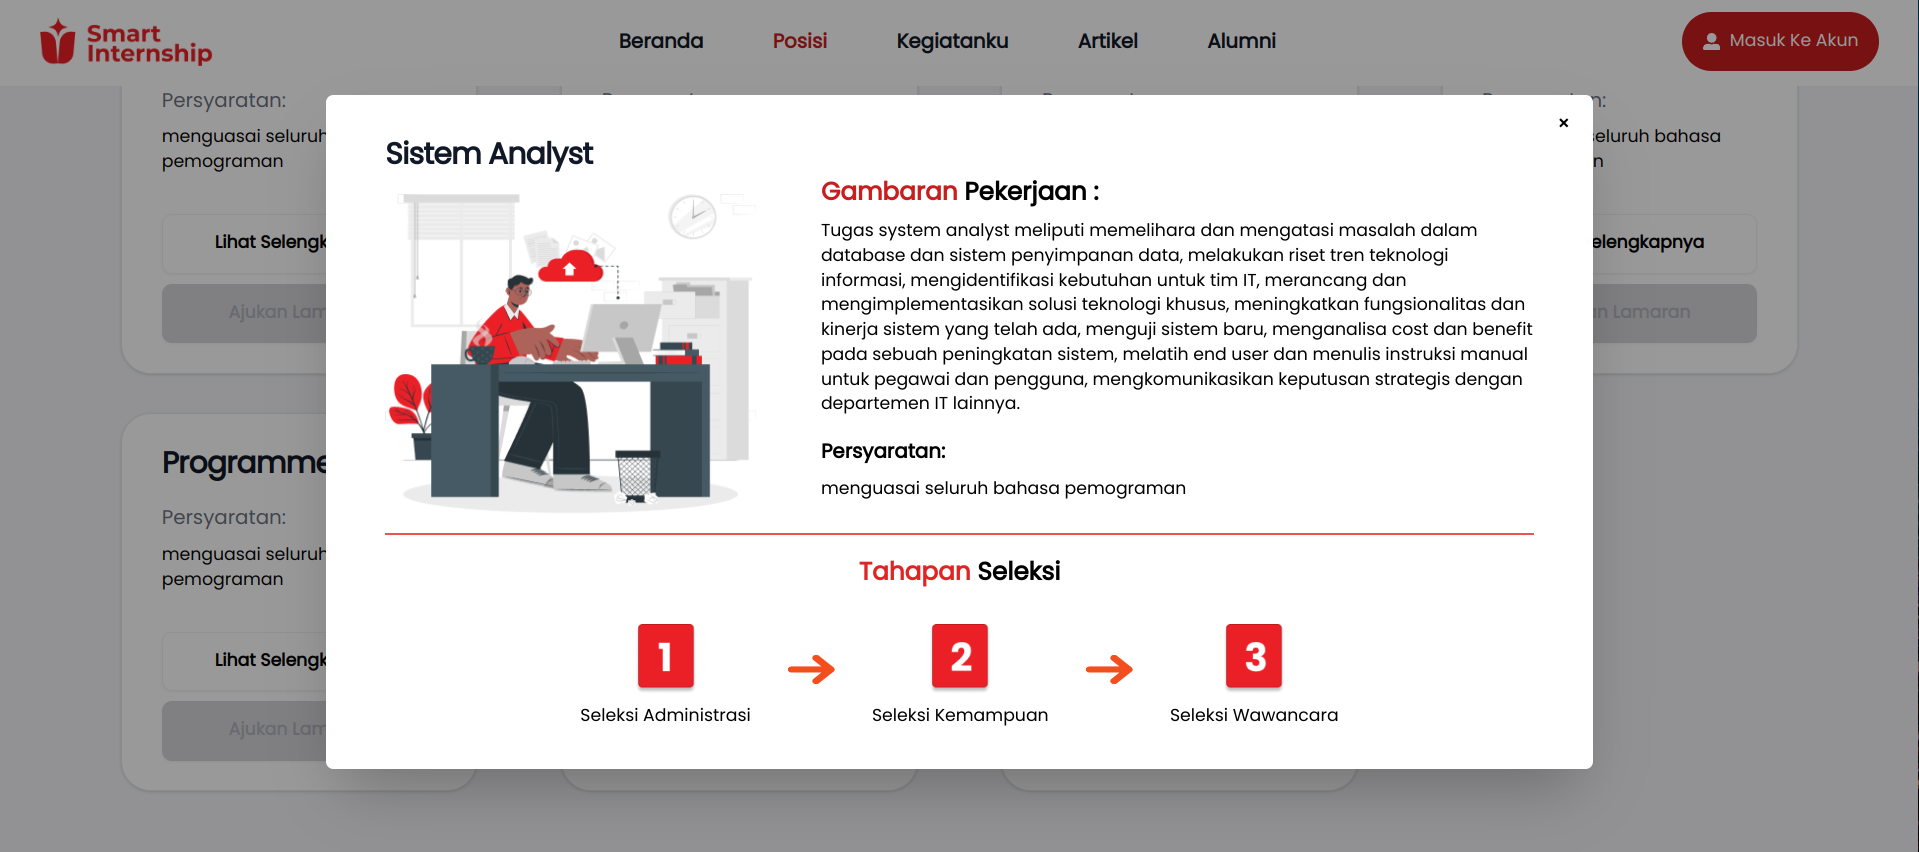 Smart
Internship
Beranda
Posisi
Kegiatanku
Artikel
Alumni
Masuk Ke Akun
Persyaratan:
menguasai seluruh
pemograman
Lihat
Ajukan
eluruh bahasa
elengkapnya
Lamaran
Programme
Persyaratan:
menguasai seluruh
pemograman
Lihat
Ajukan
×
Sistem Analyst
Gambaran Pekerjaan :
Tugas system analyst meliputi memelihara dan mengatasi masalah dalam
database dan sistem penyimpanan data, melakukan riset tren teknologi
informasi, mengidentifikasi kebutuhan untuk tim IT, merancang dan
mengimplementasikan solusi teknologi khusus, meningkatkan fungsionalitas dan
kinerja sistem yang telah ada, menguji sistem baru, menganalisa cost dan benefit
pada sebuah peningkatan sistem, melatih end user dan menulis instruksi manual
untuk pegawai dan pengguna, mengkomunikasikan keputusan strategis dengan
departemen IT lainnya.
Persyaratan:
menguasai seluruh bahasa pemograman
Tahapan Seleksi
1
2
3
Seleksi Administrasi
Seleksi Kemampuan
Seleksi Wawancara